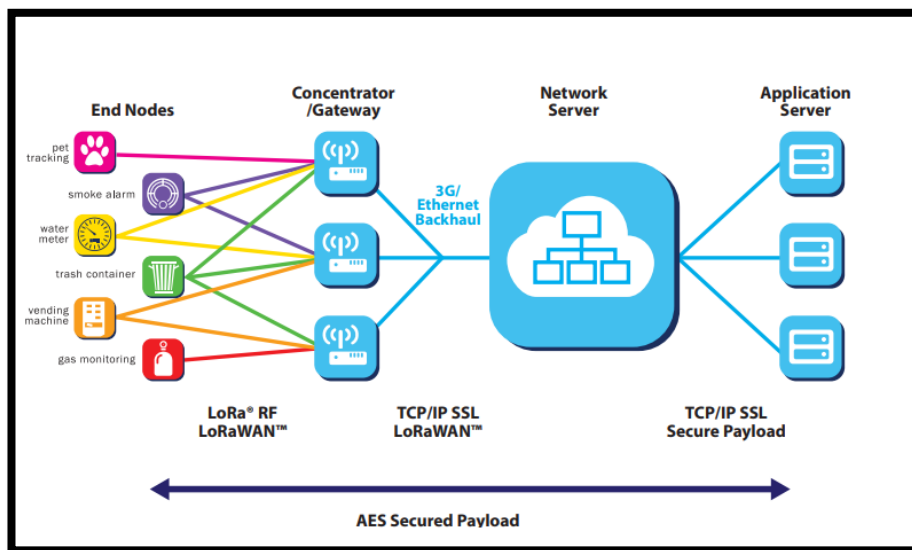 End Nodes
Concentrator
/Gateway
Network
Server
Application
Server
pet
tracking
smoke alarm
water
meter
trash container
vending
machine
gas monitoring
3G/
Ethernet
Backhaul
LoRa® RF
LoRaWAN™
TCP/IP SSL
LoRaWAN™
TCP/IP SSL
Secure Payload
AES Secured Payload